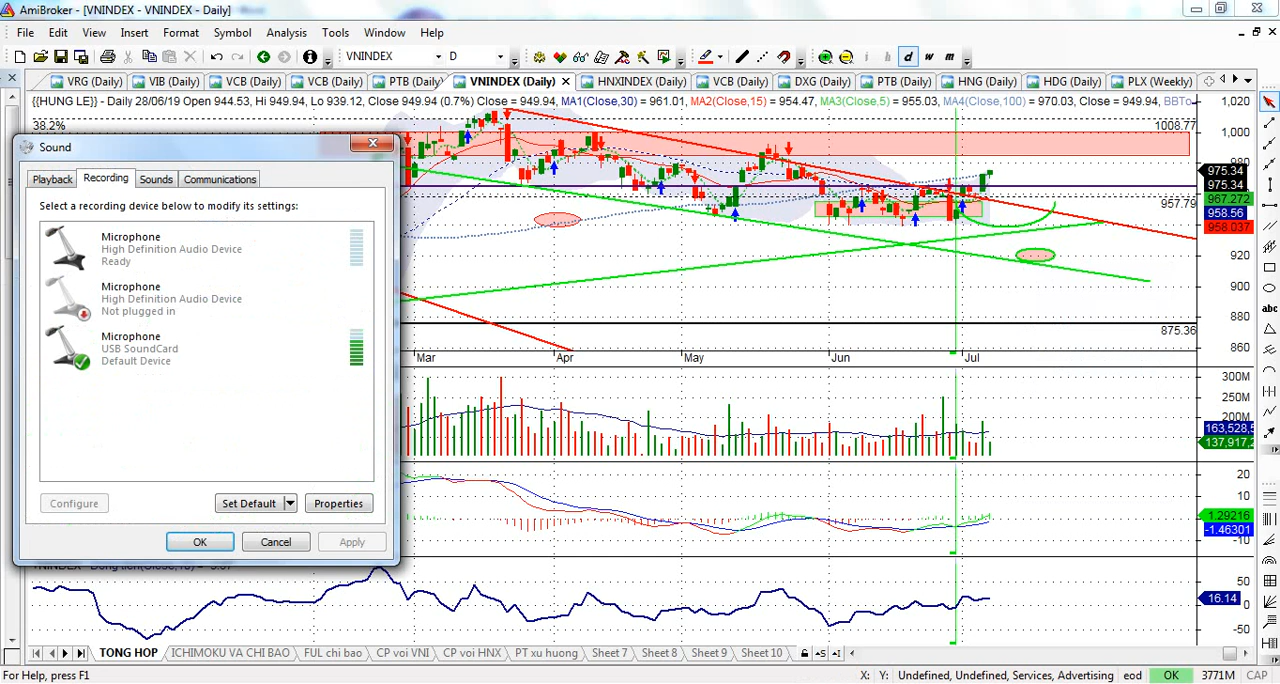 AmiBroker - [VNINDEX - VNINDEX - Daily]
File Edit View Insert Format Symbol Analysis Tools Window Help
VNINDEX D i h d w m
VRG (Daily) VIB (Daily) VCB (Daily) VCB (Daily) PTB (Daily) VNINDEX (Daily) HNXINDEX (Daily) VCB (Daily) DXG (Daily) PTB (Daily) HNG (Daily) HDG (Daily) PLX (Weekly)
{{HUNG LE}} - Daily 28/06/19 Open 944.53, Hi 949.94, Lo 939.12, Close 949.94 (0.7%) Close = 949.94, MA1(Close,30) = 961.01, MA2(Close,15) = 954.47, MA3(Close,5) = 955.03, MA4(Close,100) = 970.03, Close = 949.94, BBTo
38.2%
1,020
1008.77
1,000
980
975.34
975.34
967.272
957.79
958.56
958.037
920
900
880
875.36
860
Mar Apr May Jun Jul
abc
300M
250M
200M
163,528,5
137,917,2
20
10
1.29216
-1.46301
-10
50
16.14
0
-50
Sound
Playback Recording Sounds Communications
Select a recording device below to modify its settings:
Microphone
High Definition Audio Device
Ready
Microphone
High Definition Audio Device
Not plugged in
Microphone
USB SoundCard
Default Device
Configure Set Default Properties
OK Cancel Apply
TONG HOP ICHIMOKU VA CHI BAO FUL chi bao CP voi VNI CP voi HNX PT xu huong Sheet 7 Sheet 8 Sheet 9 Sheet 10
For Help, press F1 X: Y: Undefined, Undefined, Services, Advertising eod OK 3771M CAP